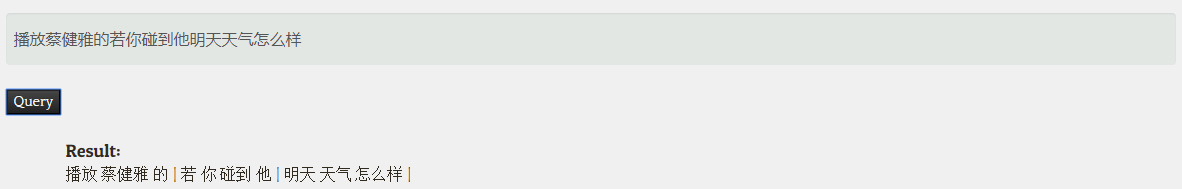 播放蔡健雅的若你碰到他明天天气怎么样
Query
Result:
播放 蔡健雅 的 | 若 你 碰到 他 | 明天 天气 怎么样 |